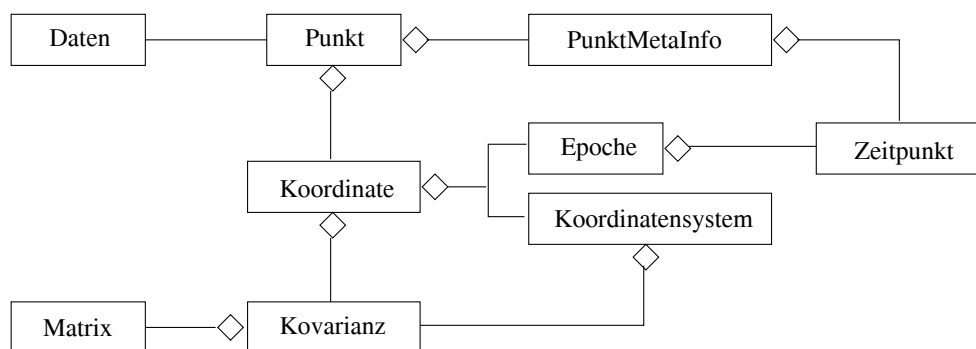 Daten
Punkt
PunktMetaInfo
Epoche
Zeitpunkt
Koordinate
Koordinatensystem
Matrix
Kovarianz